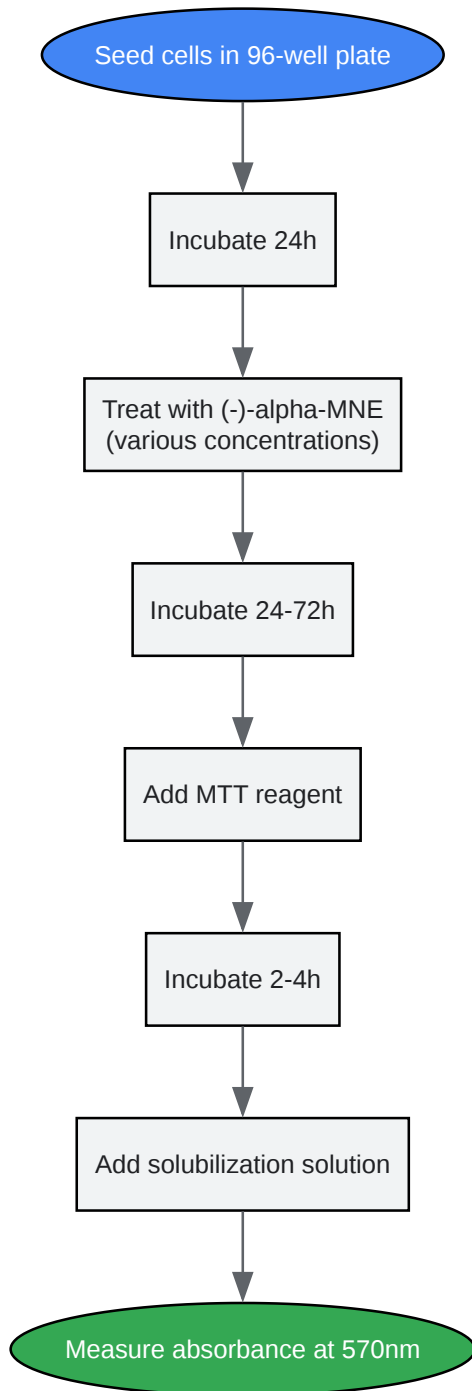 Seed cells in 96-well plate
Incubate 24h
Treat with (-)-alpha-MNE
(various concentrations)
Incubate 24-72h
Add MTT reagent
Incubate 2-4h
Add solubilization solution
Measure absorbance at 570nm